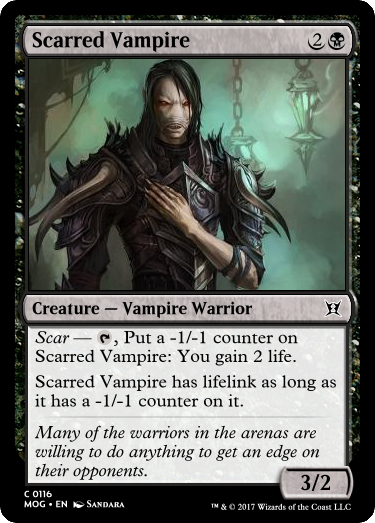 Scarred Vampire 2
Creature — Vampire Warrior
Scar — , Put a -1/-1 counter on
Scarred Vampire: You gain 2 life.
Scarred Vampire has lifelink as long as
it has a -1/-1 counter on it.
Many of the warriors in the arenas are
willing to do anything to get an edge on
their opponents.
3/2
C 0116
MOG • EN Sandara
™ & © 2017 Wizards of the Coast LLC